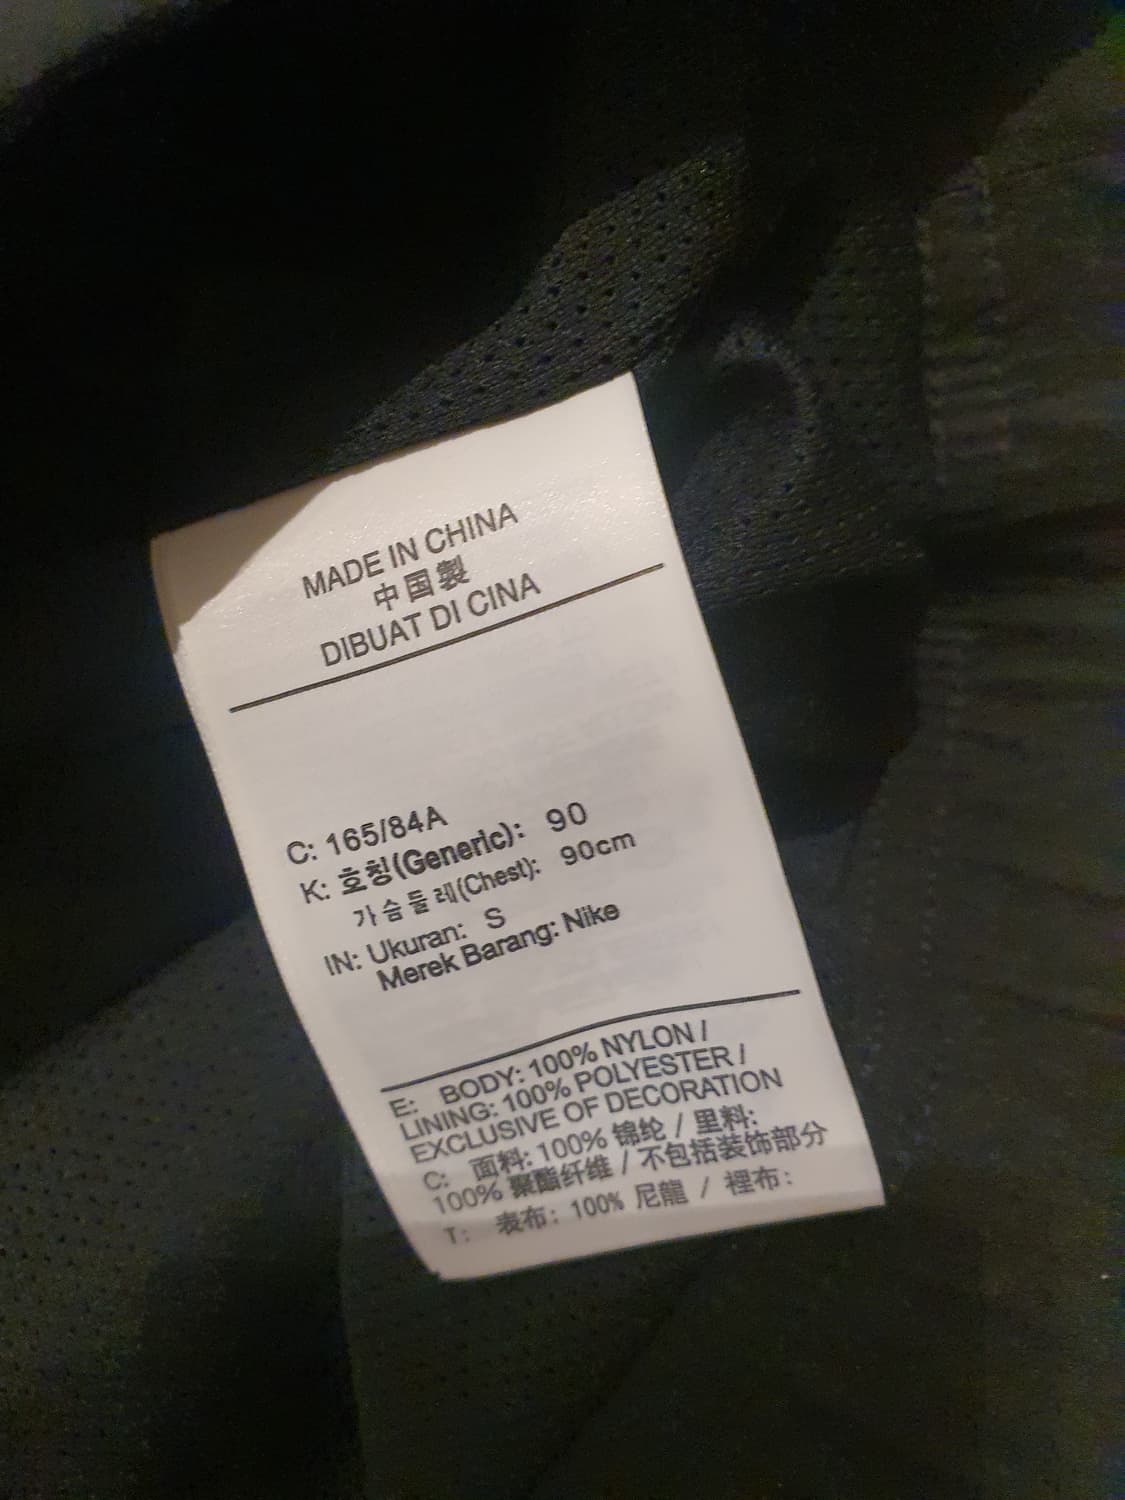 MADE IN CHINA
中国製
DIBUAT DI CINA
C: 165/84A
K: 호칭(Generic): 90
가슴둘레(Chest): 90cm
IN: Ukuran: S
Merek Barang: Nike
E: BODY: 100% NYLON /
LINING: 100% POLYESTER /
EXCLUSIVE OF DECORATION
C: 面料: 100% 锦纶 / 里料:
100% 聚酯纤维 / 不包括装饰部分
T: 表布: 100% 尼龍 / 裡布: